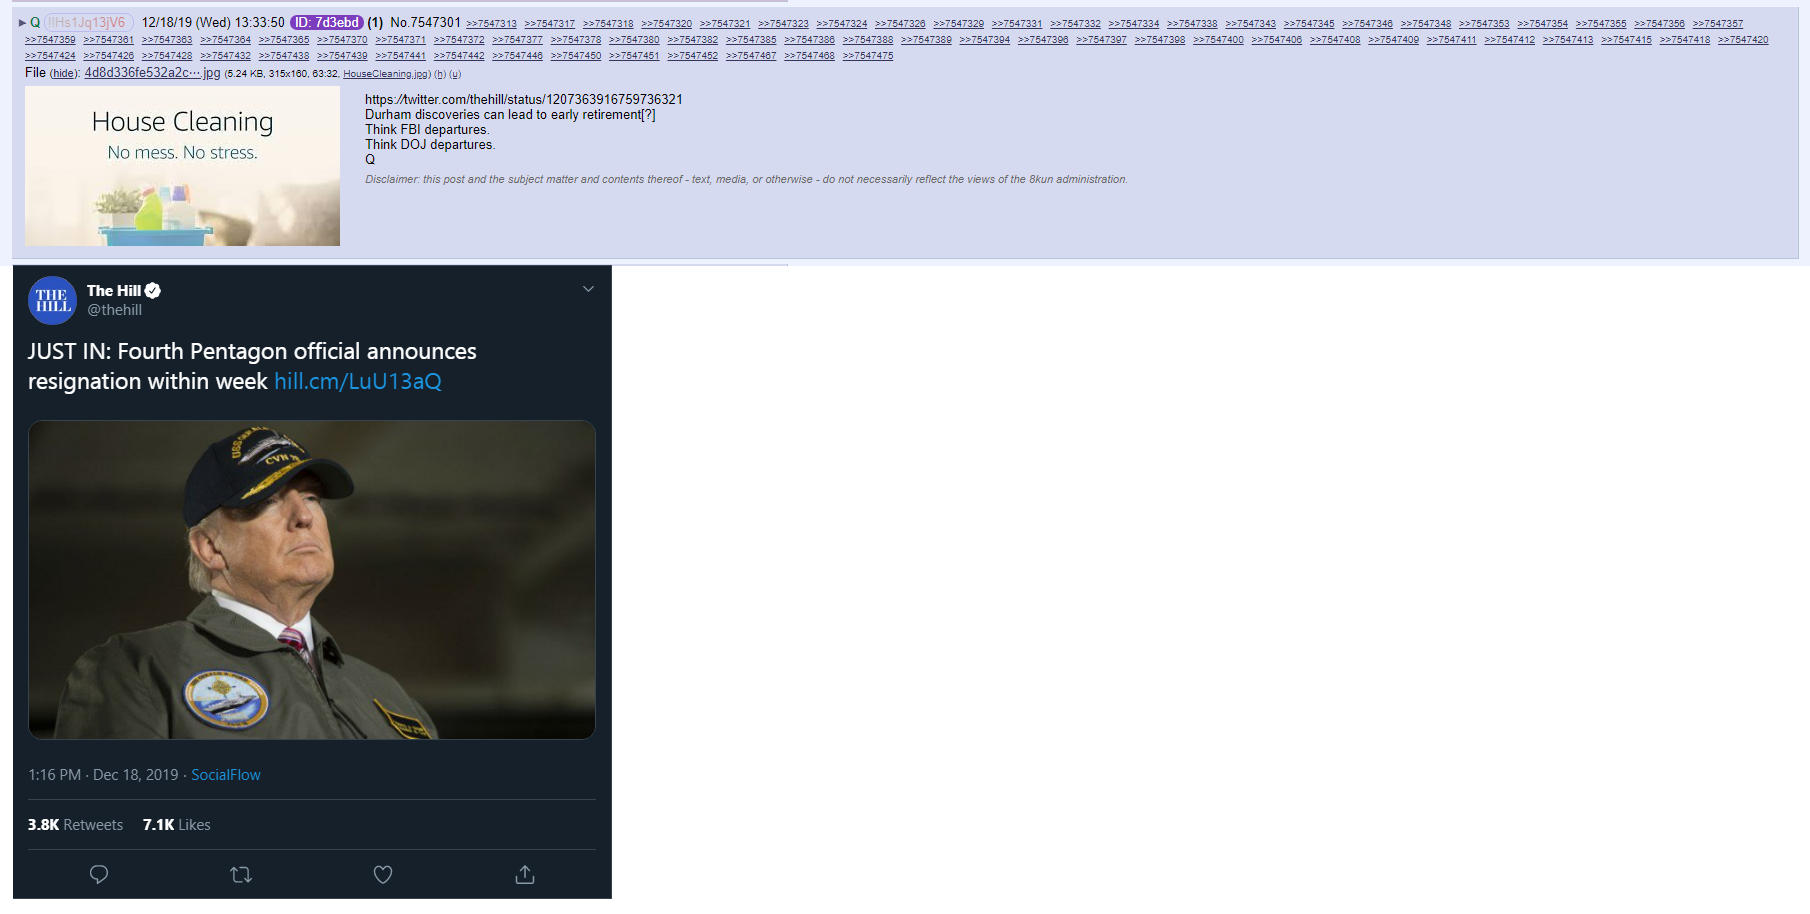 ▶ Q !!Hs1Jq13jV6 12/18/19 (Wed) 13:33:50 ID: 7d3ebd (1) No.7547301 >>7547313 >>7547317 >>7547318 >>7547320 >>7547321 >>7547323 >>7547324 >>7547326 >>7547329 >>7547331 >>7547332 >>7547334 >>7547338 >>7547343 >>7547345 >>7547346 >>7547348 >>7547353 >>7547354 >>7547355 >>7547356 >>7547357
>>7547359 >>7547361 >>7547363 >>7547364 >>7547365 >>7547370 >>7547371 >>7547372 >>7547377 >>7547378 >>7547380 >>7547382 >>7547385 >>7547386 >>7547388 >>7547389 >>7547394 >>7547396 >>7547397 >>7547398 >>7547400 >>7547406 >>7547408 >>7547409 >>7547411 >>7547412 >>7547413 >>7547415 >>7547418 >>7547420
>>7547424 >>7547426 >>7547428 >>7547432 >>7547438 >>7547439 >>7547441 >>7547442 >>7547446 >>7547450 >>7547451 >>7547452 >>7547467 >>7547468 >>7547475
File (hide): 4d8d336fe532a2c⋯.jpg (5.24 KB, 315x160, 63:32, HouseCleaning.jpg) (h) (u)
House Cleaning
No mess. No stress.
https://twitter.com/thehill/status/1207363916759736321
Durham discoveries can lead to early retirement[?]
Think FBI departures.
Think DOJ departures.
Q
Disclaimer: this post and the subject matter and contents thereof - text, media, or otherwise - do not necessarily reflect the views of the 8kun administration.
THE
HILL
The Hill
@thehill
JUST IN: Fourth Pentagon official announces
resignation within week hill.cm/LuU13aQ
USS
CVN
1:16 PM · Dec 18, 2019 · SocialFlow
3.8K Retweets 7.1K Likes